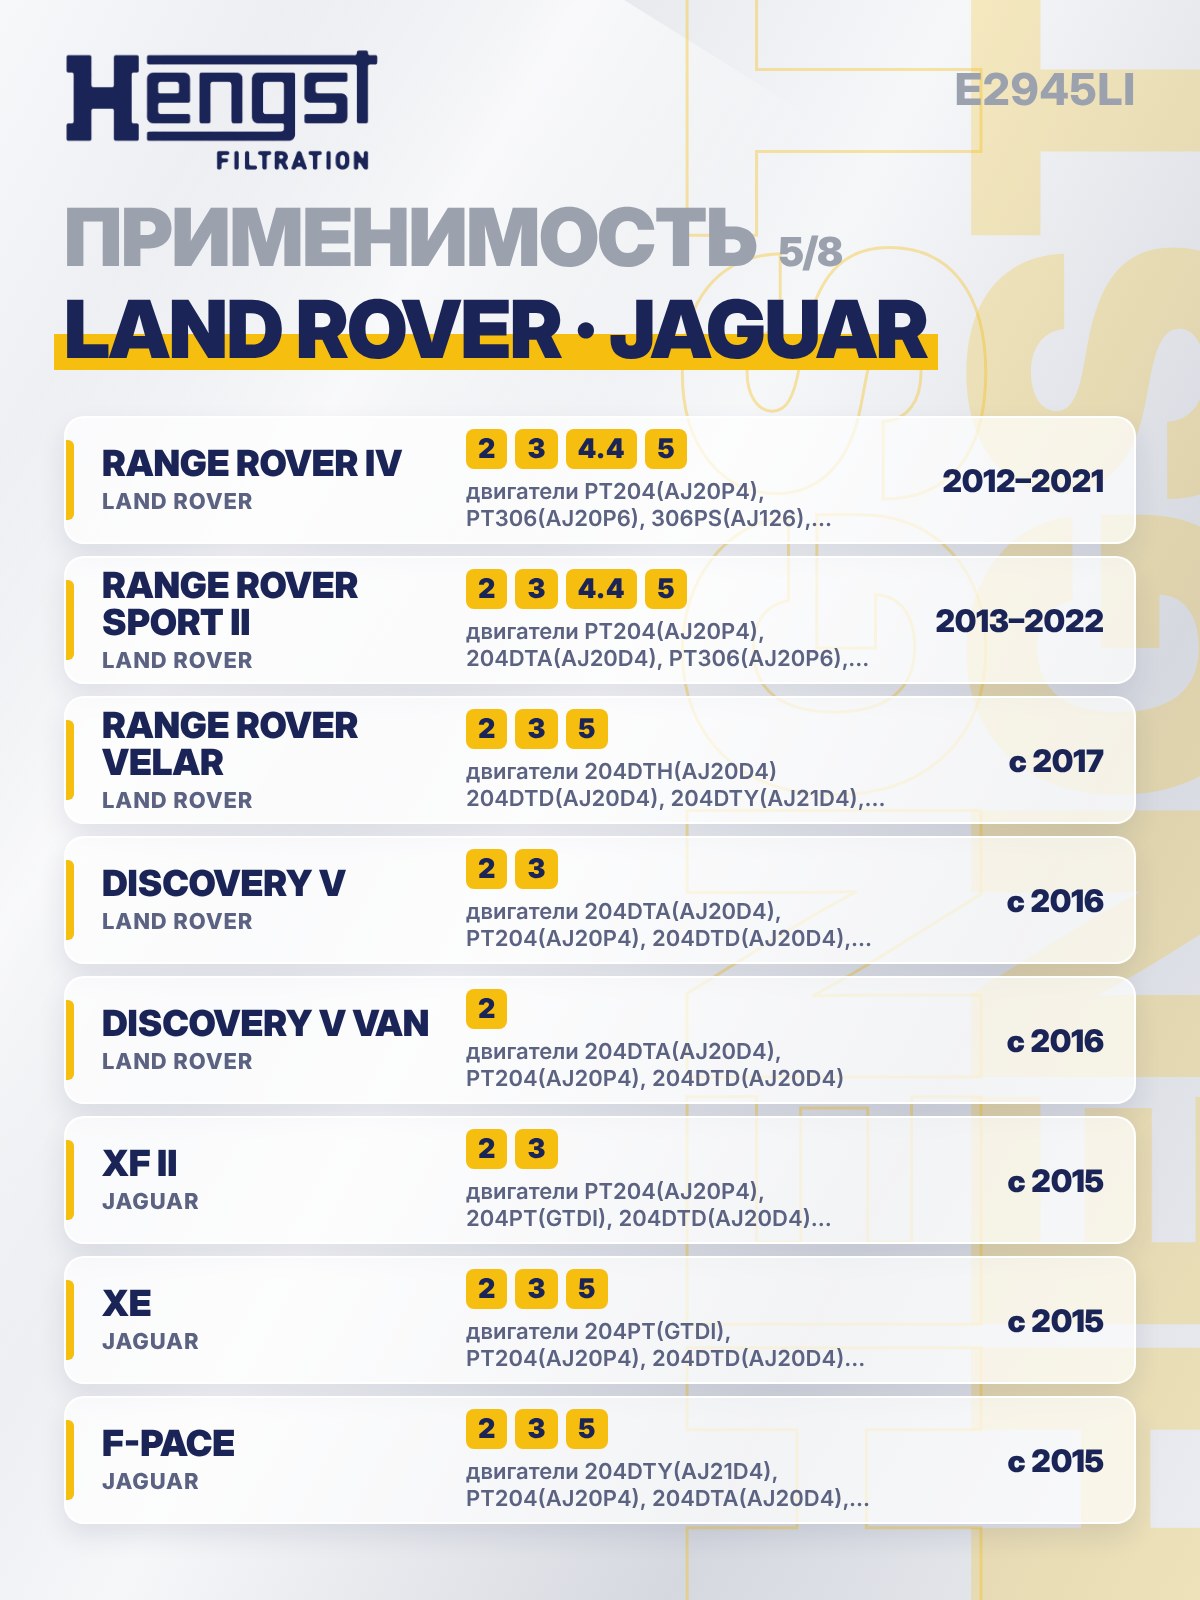 Hengst
FILTRATION
E2945LI
ПРИМЕНИМОСТЬ 5/8
LAND ROVER · JAGUAR
RANGE ROVER IV
LAND ROVER
2 3 4.4 5
двигатели PT204(AJ20P4),
PT306(AJ20P6), 306PS(AJ126),...
2012–2021
RANGE ROVER
SPORT II
LAND ROVER
2 3 4.4 5
двигатели PT204(AJ20P4),
204DTA(AJ20D4), PT306(AJ20P6),...
2013–2022
RANGE ROVER
VELAR
LAND ROVER
2 3 5
двигатели 204DTH(AJ20D4)
204DTD(AJ20D4), 204DTY(AJ21D4),...
с 2017
DISCOVERY V
LAND ROVER
2 3
двигатели 204DTA(AJ20D4),
PT204(AJ20P4), 204DTD(AJ20D4),...
с 2016
DISCOVERY V VAN
LAND ROVER
2
двигатели 204DTA(AJ20D4),
PT204(AJ20P4), 204DTD(AJ20D4)
с 2016
XF II
JAGUAR
2 3
двигатели PT204(AJ20P4),
204PT(GTDI), 204DTD(AJ20D4)...
с 2015
XE
JAGUAR
2 3 5
двигатели 204PT(GTDI),
PT204(AJ20P4), 204DTD(AJ20D4)...
с 2015
F-PACE
JAGUAR
2 3 5
двигатели 204DTY(AJ21D4),
PT204(AJ20P4), 204DTA(AJ20D4),...
с 2015
HENGST
HENGST